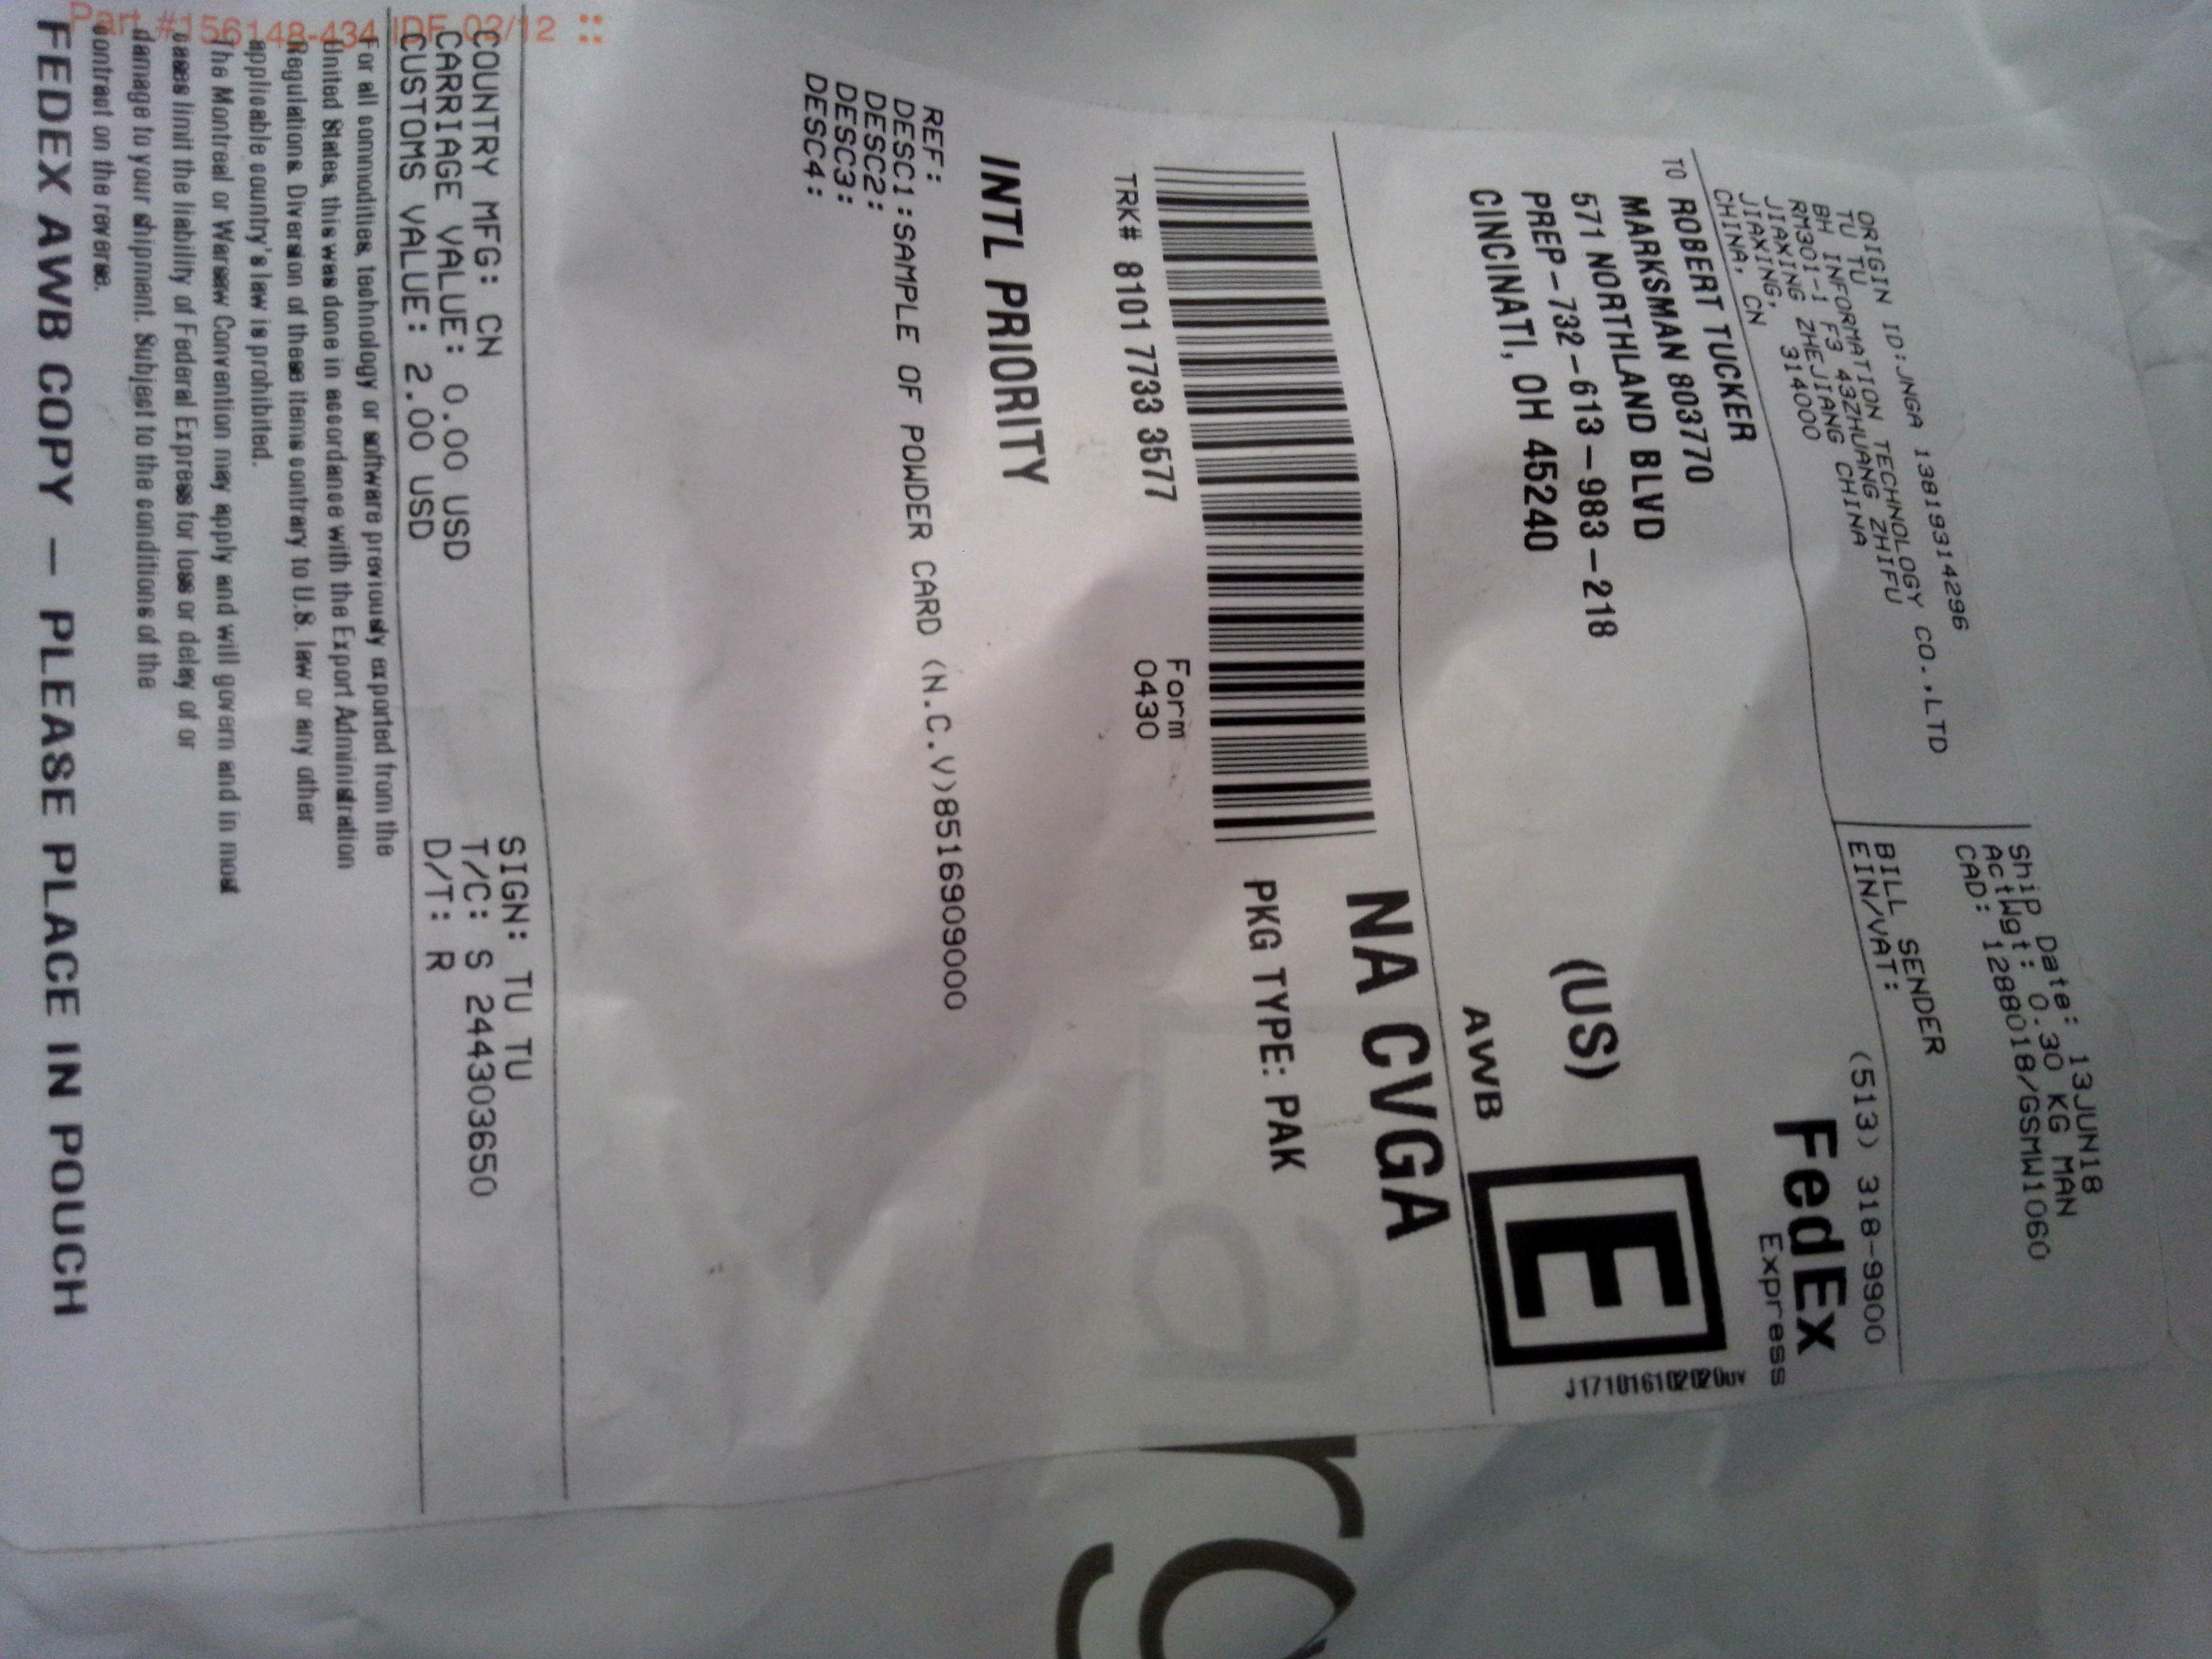 ORIGIN ID:JNGA 13819314296
TU TU
BH INFORMATION TECHNOLOGY CO.,LTD
RM301-1 F3 43ZHUANG ZHIFU
JIAXING ZHEJIANG CHINA
JIAXING, 314000
CHINA, CN
Ship Date: 13JUN18
ActWgt: 0.30 KG MAN
CAD: 1288018/GSMW1060
BILL SENDER
EIN/VAT:
TO ROBERT TUCKER
MARKSMAN 803770
571 NORTHLAND BLVD
PREP-732-613-983-218
CINCINATI, OH 45240
(513) 318-9900
FedEx
Express
(US)
E
AWB
J171016102020uv
NA CVGA
TRK# 8101 7733 3577
Form
0430
PKG TYPE: PAK
INTL PRIORITY
REF:
DESC1:SAMPLE OF POWDER CARD (N.C.V)8516909000
DESC2:
DESC3:
DESC4:
COUNTRY MFG: CN
CARRIAGE VALUE: 0.00 USD
CUSTOMS VALUE: 2.00 USD
SIGN: TU TU
T/C: S 244303650
D/T: R
For all commodities, technology or software previously exported from the
United States, this was done in accordance with the Export Administration
Regulations. Diversion of these items contrary to U.S. law or any other
applicable country's law is prohibited.
The Montreal or Warsaw Convention may apply and will govern and in most
cases limit the liability of Federal Express for loss or delay of or
damage to your shipment. Subject to the conditions of the
contract on the reverse.
FEDEX AWB COPY – PLEASE PLACE IN POUCH
Part #156148-434 IDF 02/12